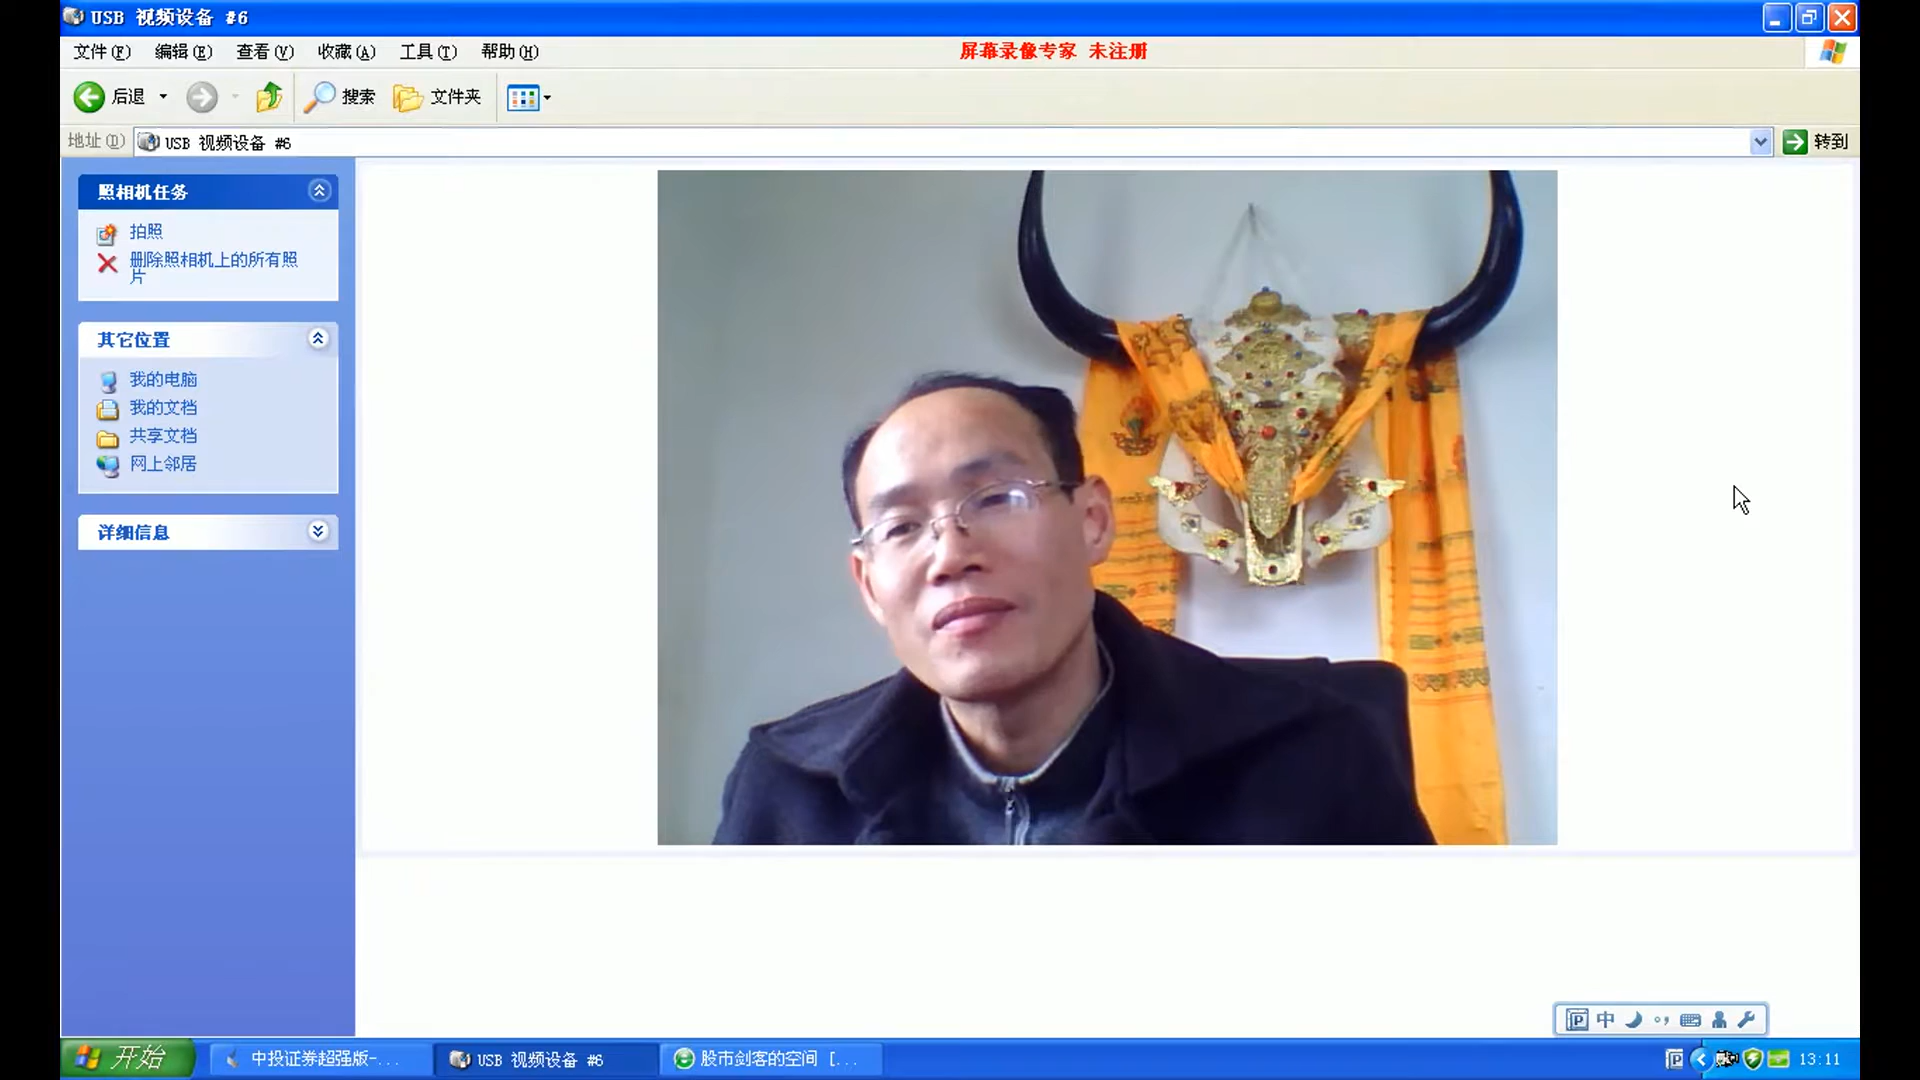 USB 视频设备 #6
文件(F) 编辑(E) 查看(V) 收藏(A) 工具(T) 帮助(H)
屏幕录像专家 未注册
后退 搜索 文件夹
地址(D) USB 视频设备 #6 转到
照相机任务
拍照
删除照相机上的所有照
片
其它位置
我的电脑
我的文档
共享文档
网上邻居
详细信息
P 中
开始 中投证券超强版-... USB 视频设备 #6 股市剑客的空间 [... P 13:11